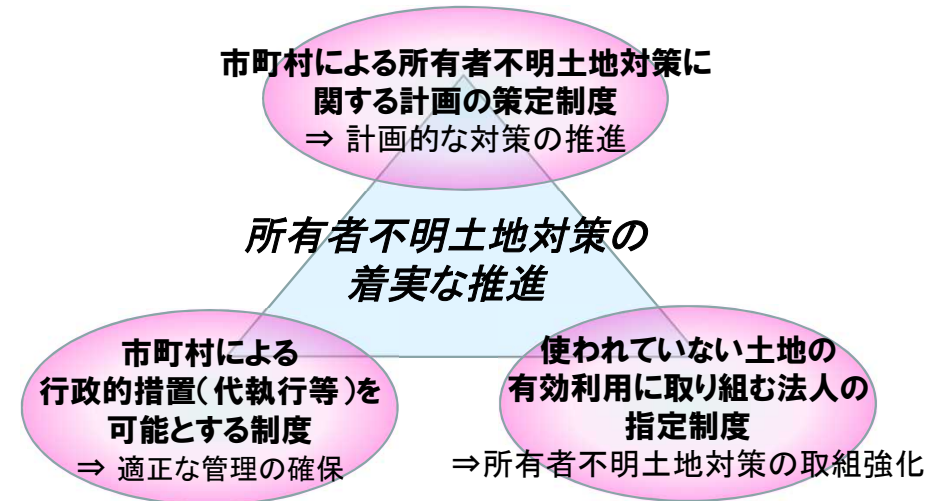 市町村による所有者不明土地対策に
関する計画の策定制度
⇒ 計画的な対策の推進
所有者不明土地対策の
着実な推進
市町村による
行政的措置(代執行等)を
可能とする制度
⇒ 適正な管理の確保
使われていない土地の
有効利用に取り組む法人の
指定制度
⇒所有者不明土地対策の取組強化